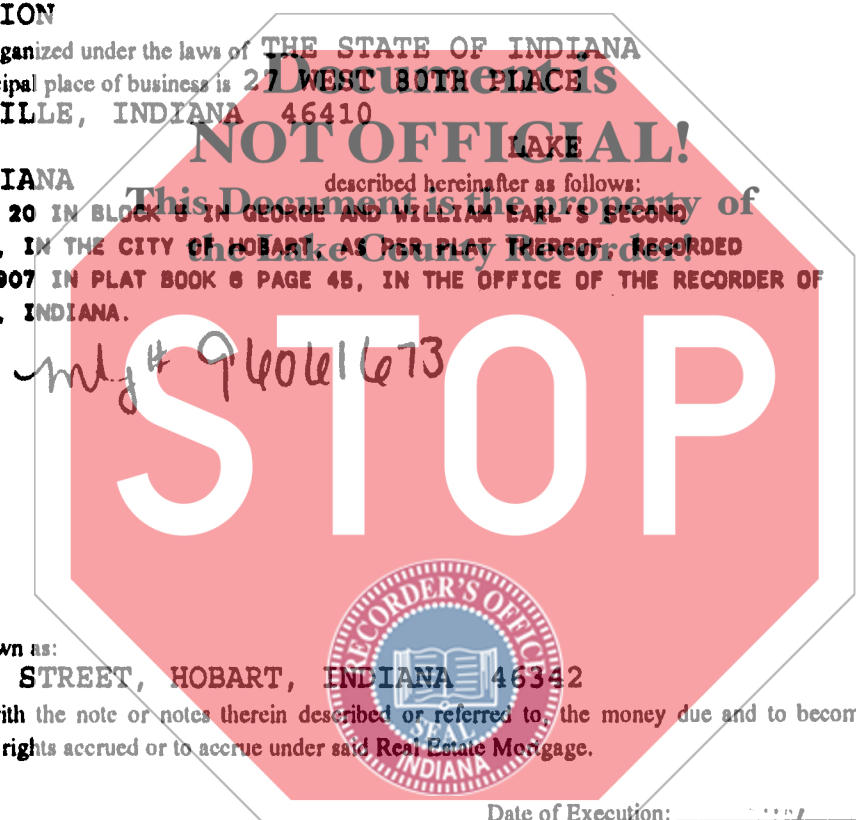 ION
ganized under the laws of THE STATE OF INDIANA
Document is
cipal place of business is 27 WEST 80TH PLACE
ILLE, INDIANA 46410
NOT OFFICIAL!
LAKE
IANA described hereinafter as follows:
This Document is the property of
20 IN BLOCK IN GEORGE AND WILLIAM EARL'S SECOND
, IN THE CITY OF HOBART, AS PER PLAT THEREOF, RECORDED
the Lake County Recorder!
907 IN PLAT BOOK 6 PAGE 45, IN THE OFFICE OF THE RECORDER OF
, INDIANA.
96061673
STOP
RECORDER'S OFFICE
wn as:
STREET, HOBART, INDIANA 46342
with the note or notes therein described or referred to, the money due and to becom
SEAL
rights accrued or to accrue under said Real Estate Mortgage.
INDIANA
Date of Execution: